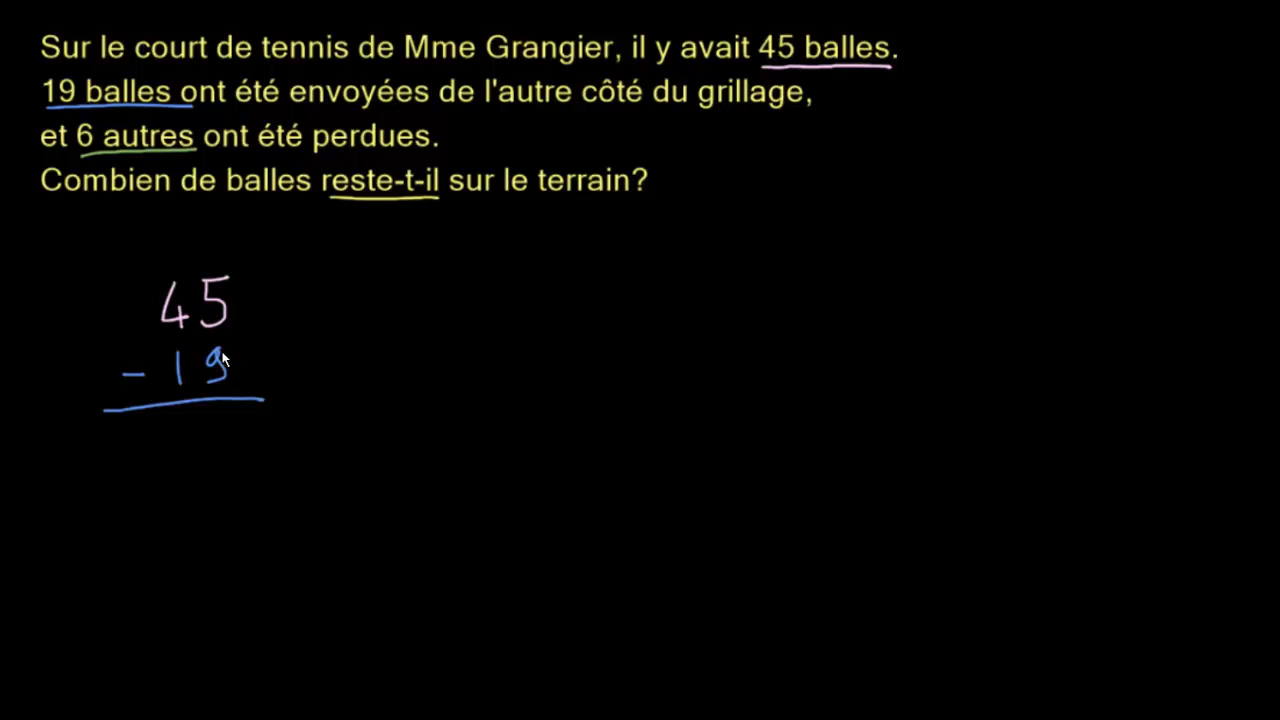 Sur le court de tennis de Mme Grangier, il y avait 45 balles.
19 balles ont été envoyées de l'autre côté du grillage,
et 6 autres ont été perdues.
Combien de balles reste-t-il sur le terrain?
45
- 19